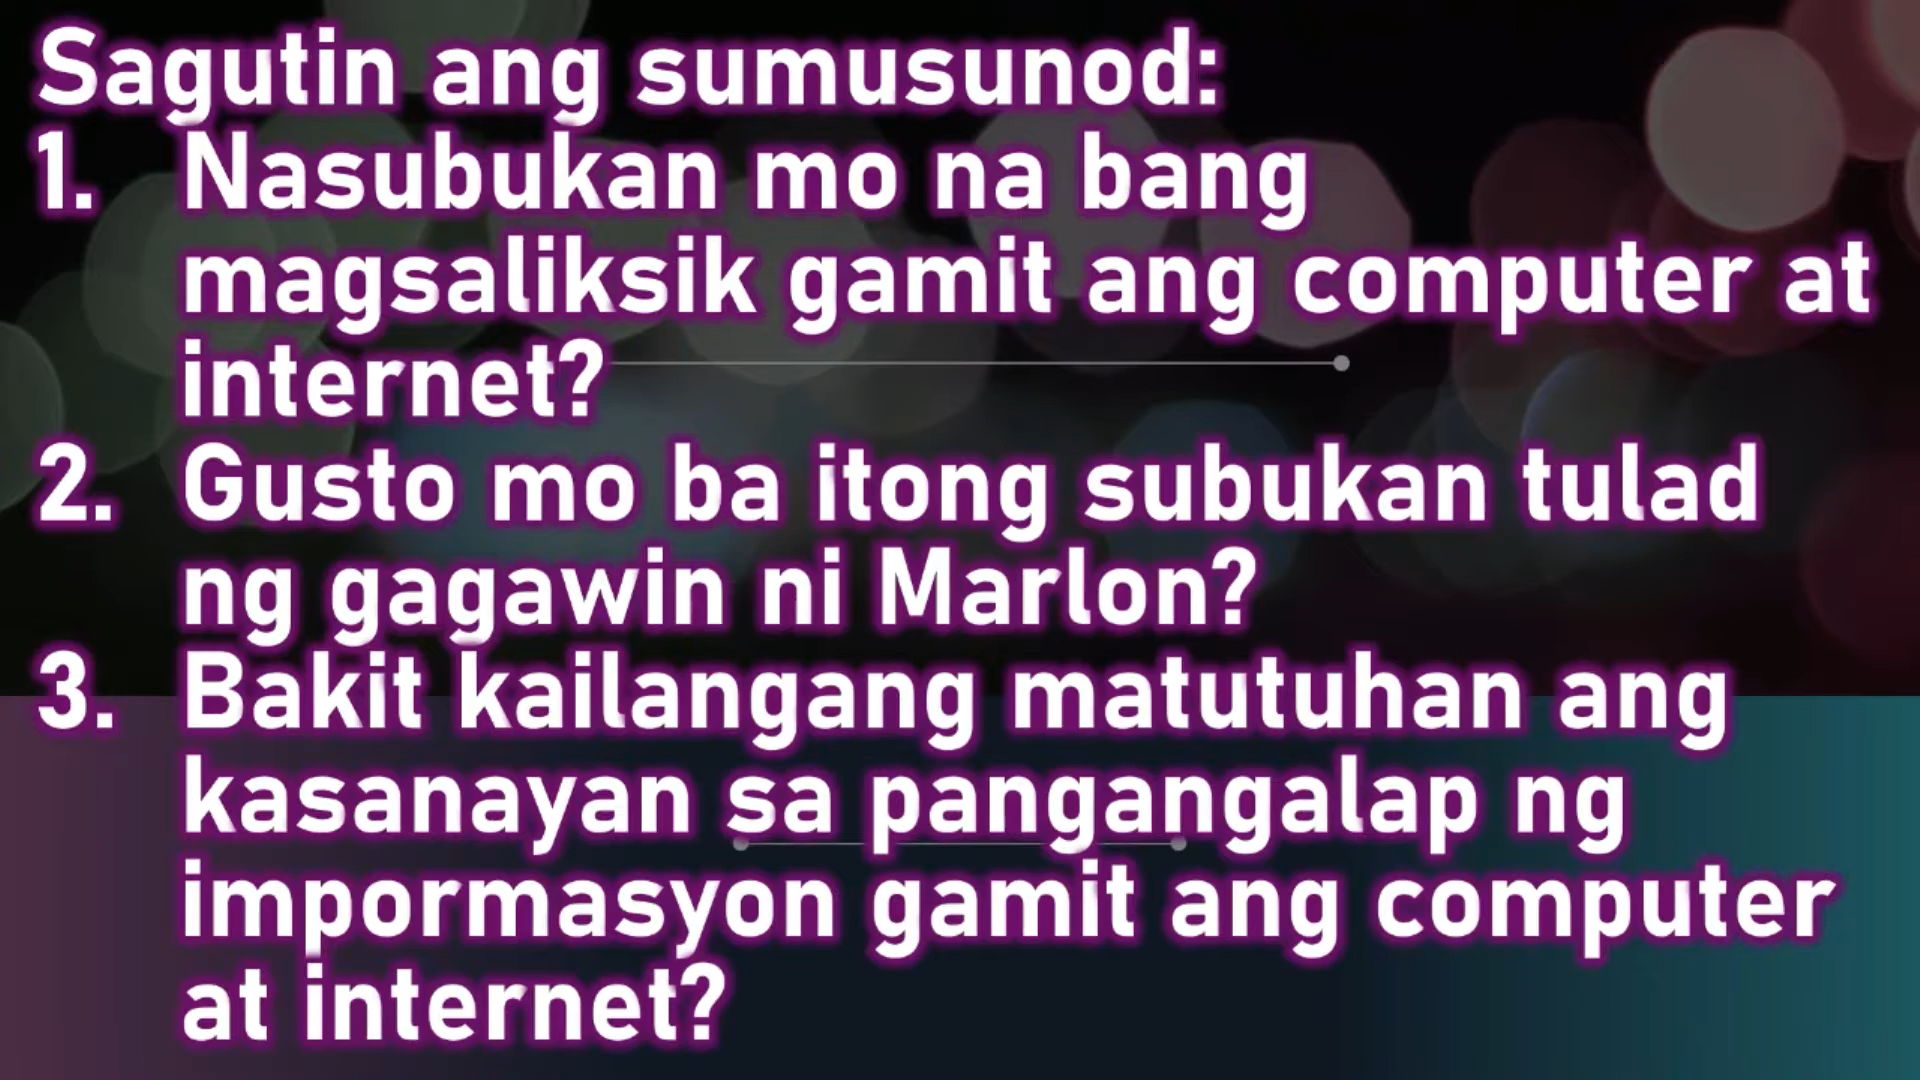 Sagutin ang sumusunod:
1. Nasubukan mo na bang
magsaliksik gamit ang computer at
internet?
2. Gusto mo ba itong subukan tulad
ng gagawin ni Marlon?
3. Bakit kailangang matutuhan ang
kasanayan sa pangangalap ng
impormasyon gamit ang computer
at internet?